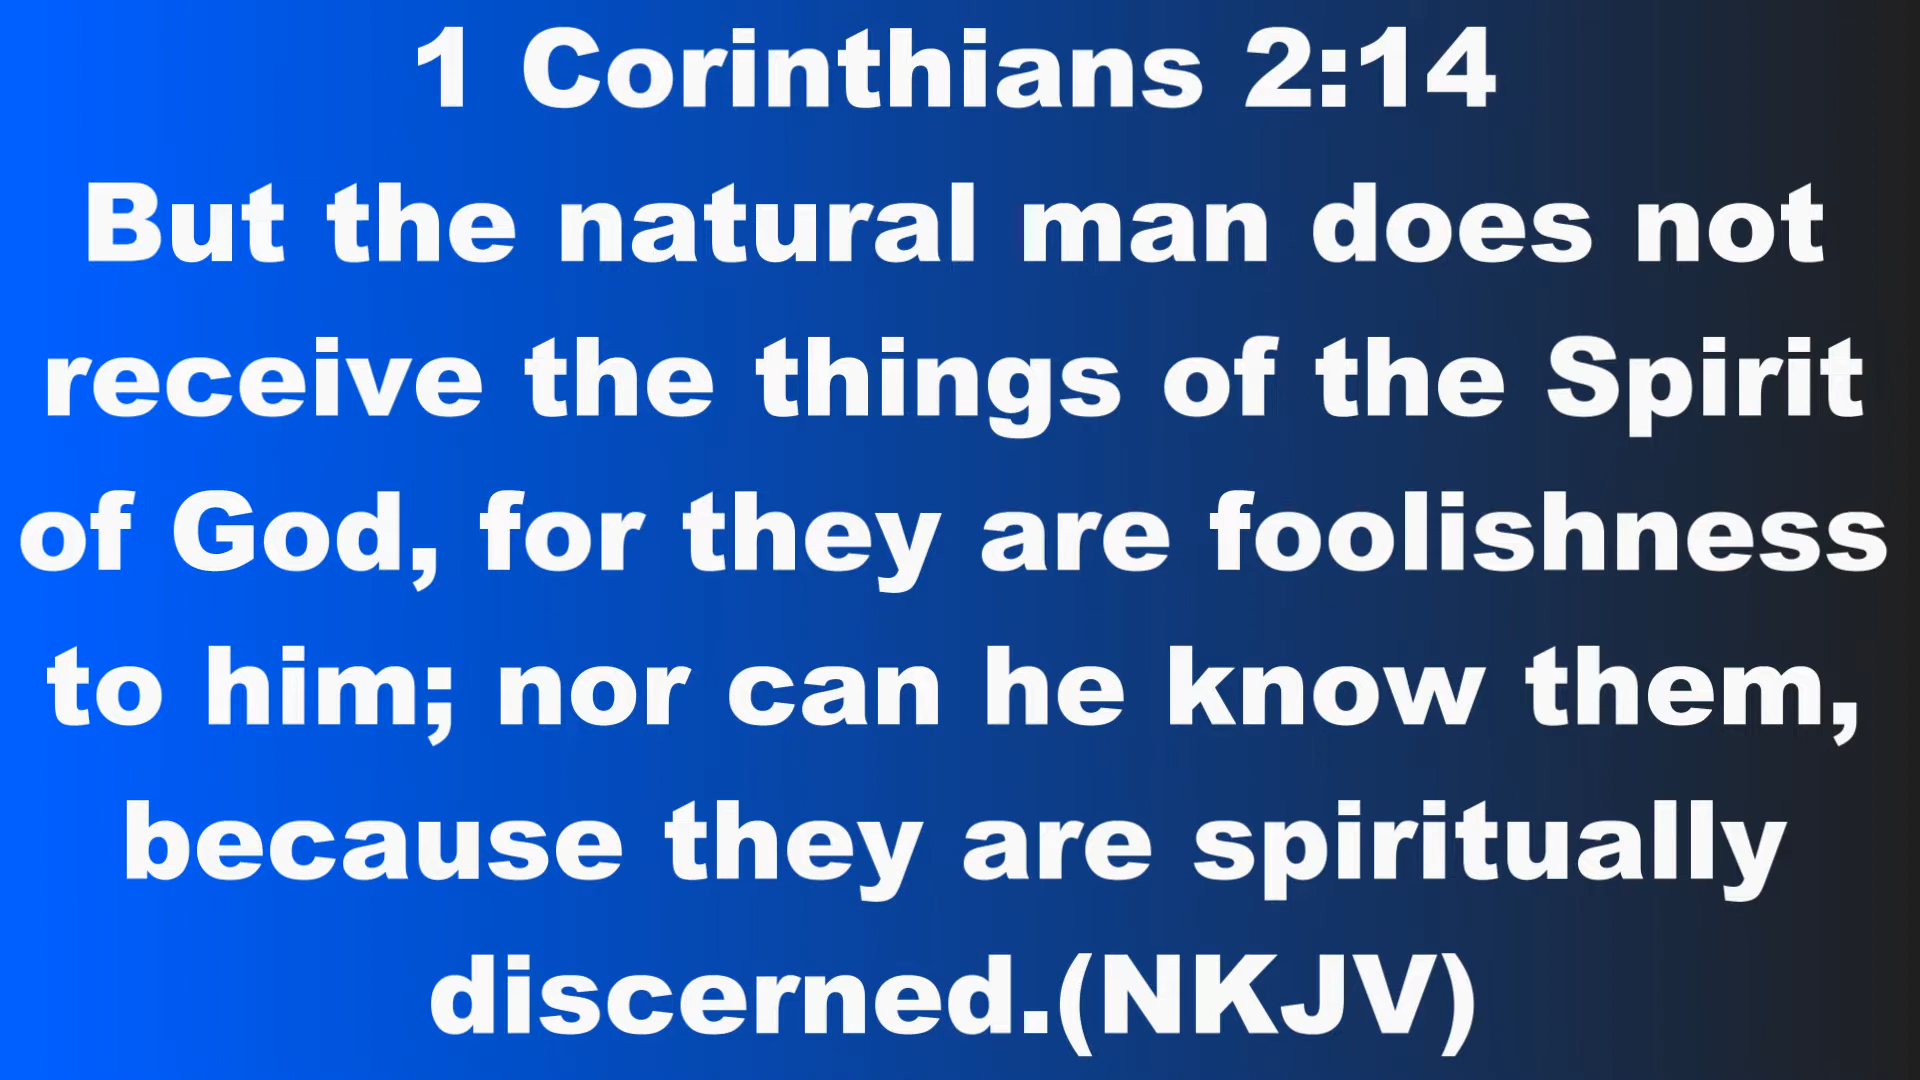 1 Corinthians 2:14
But the natural man does not
receive the things of the Spirit
of God, for they are foolishness
to him; nor can he know them,
because they are spiritually
discerned.(NKJV)